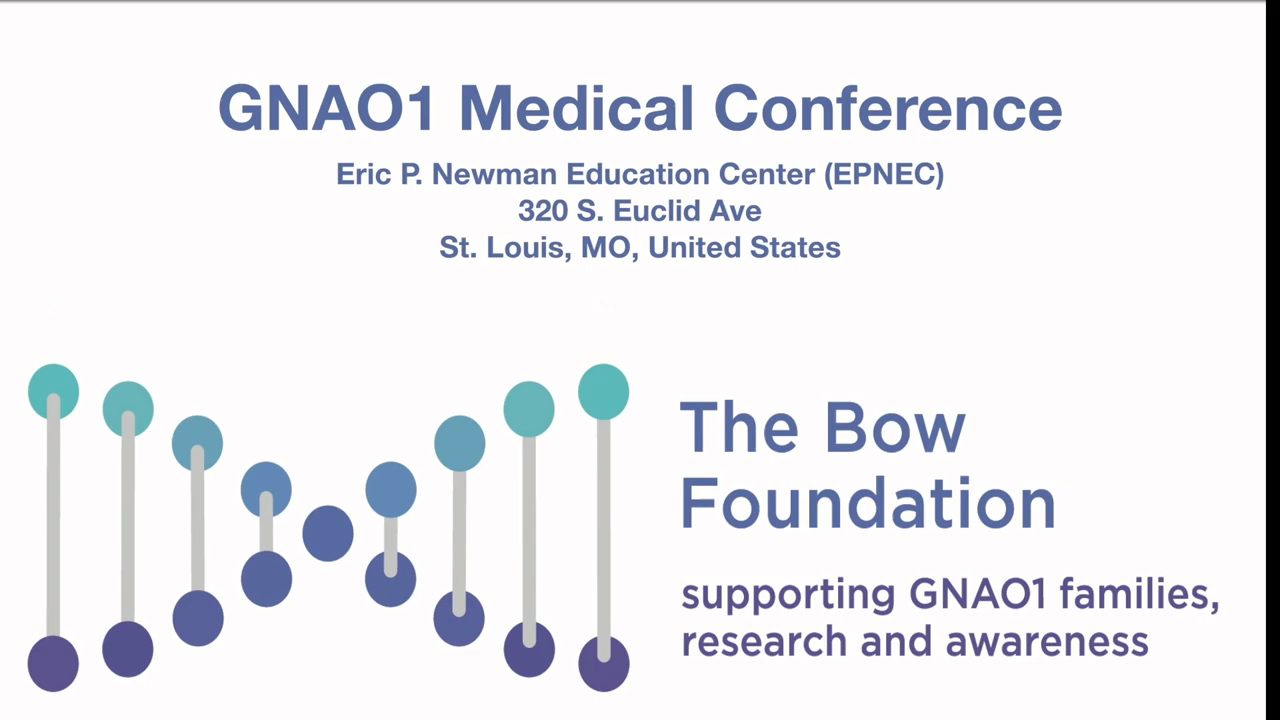 GNAO1 Medical Conference
Eric P. Newman Education Center (EPNEC)
320 S. Euclid Ave
St. Louis, MO, United States
The Bow
Foundation
supporting GNAO1 families,
research and awareness